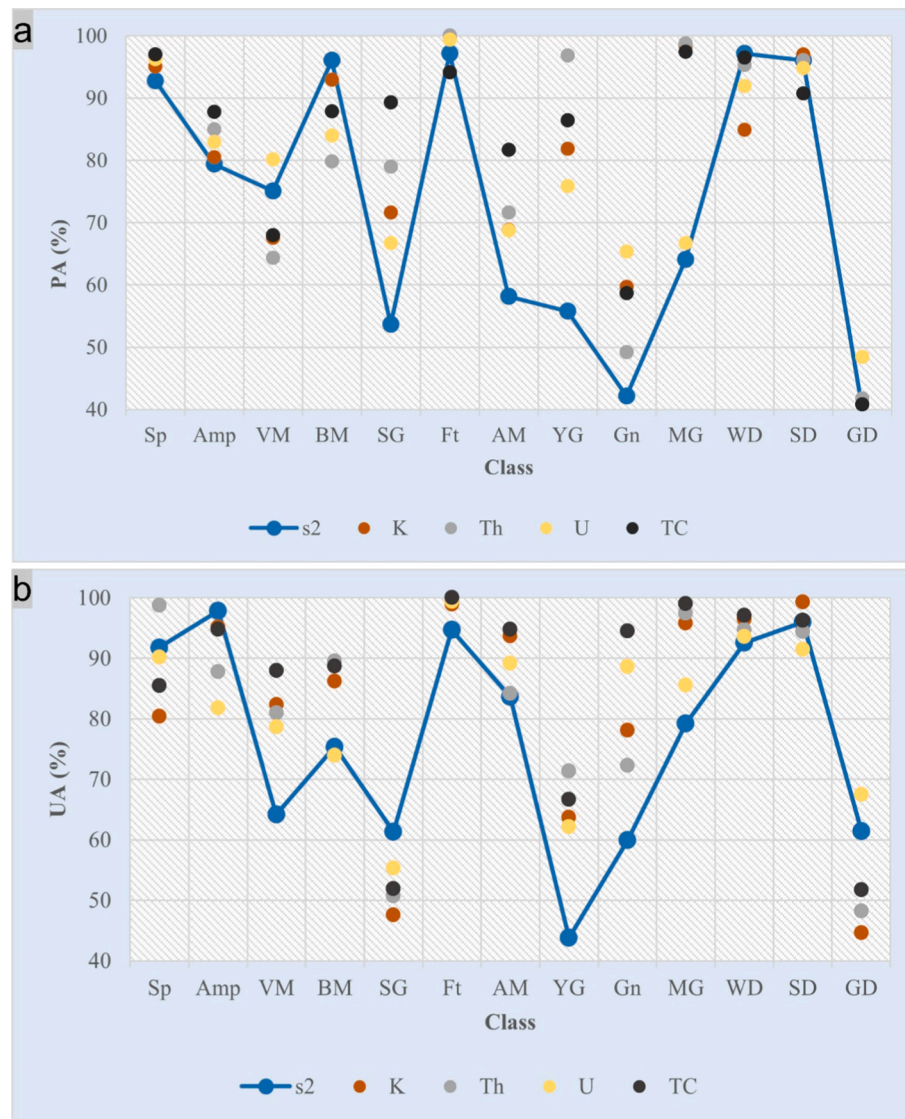 a
100
90
80
70
60
50
40
PA (%)
Sp Amp VM BM SG Ft AM YG Gn MG WD SD GD
Class
s2 K Th U TC
b
100
90
80
70
60
50
40
UA (%)
Sp Amp VM BM SG Ft AM YG Gn MG WD SD GD
Class
s2 K Th U TC